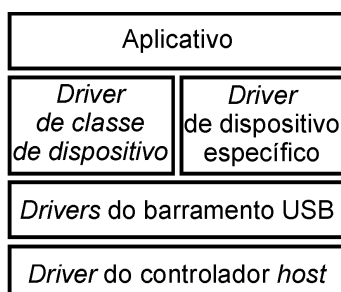 Aplicativo
Driver
de classe
de dispositivo
Driver
de dispositivo
específico
Drivers do barramento USB
Driver do controlador host